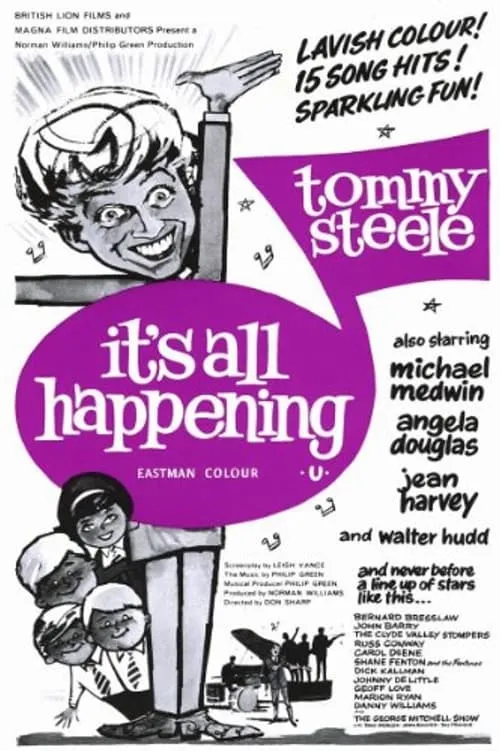 BRITISH LION FILMS and
MAGNA FILM DISTRIBUTORS Present a
Norman Williams/Philip Green Production
LAVISH COLOUR!
15 SONG HITS!
SPARKLING FUN!
tommy
steele
it's all
happening
EASTMAN COLOUR
·U·
also starring
michael
medwin
angela
douglas
jean
harvey
and walter hudd
and never before
a line up of stars
like this...
Screenplay by LEIGH VANCE
The Music by PHILIP GREEN
Musical Producer PHILIP GREEN
Produced by NORMAN WILLIAMS
Directed by DON SHARP
BERNARD BRESSLAW
JOHN BARRY
THE CLYDE VALLEY STOMPERS
RUSS CONWAY
CAROL DEENE
SHANE FENTON and the Fentones
DICK KALLMAN
JOHNNY DE LITTLE
GEOFF LOVE
MARION RYAN
DANNY WILLIAMS
and
THE GEORGE MITCHELL SHOW